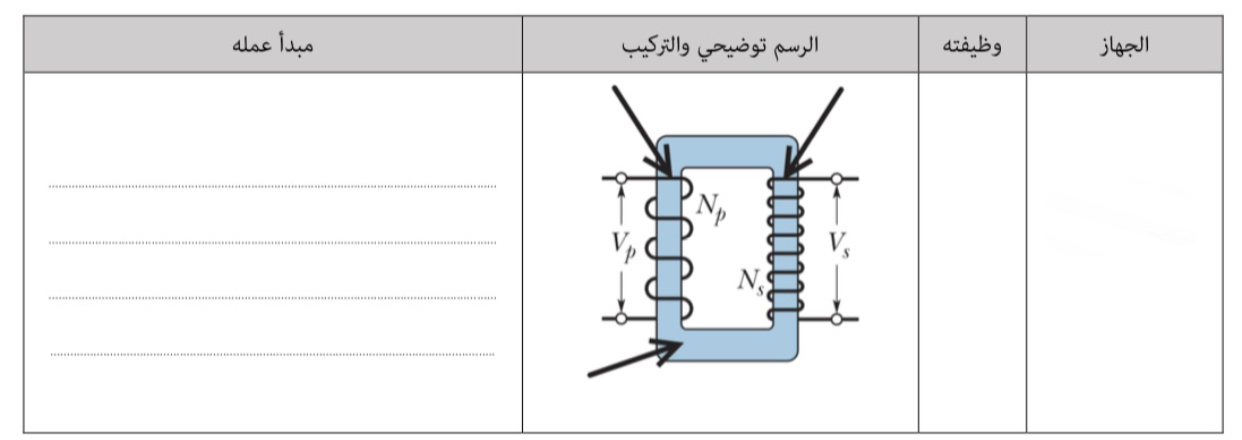 الجهاز
وظيفته
الرسم توضيحي والتركيب
مبدأ عمله
Np
Vp
Vs
Ns